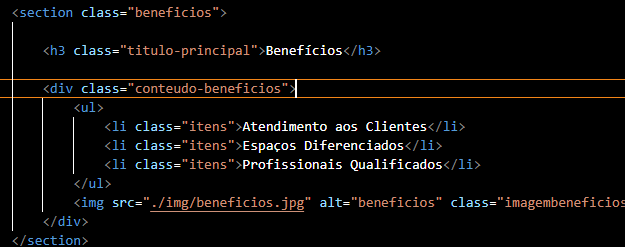 <section class="beneficios">
<h3 class="titulo-principal">Benefícios</h3>
<div class="conteudo-beneficios">
<ul>
<li class="itens">Atendimento aos Clientes</li>
<li class="itens">Espaços Diferenciados</li>
<li class="itens">Profissionais Qualificados</li>
</ul>
<img src="./img/beneficios.jpg" alt="beneficios" class="imagembeneficios
</div>
</section>